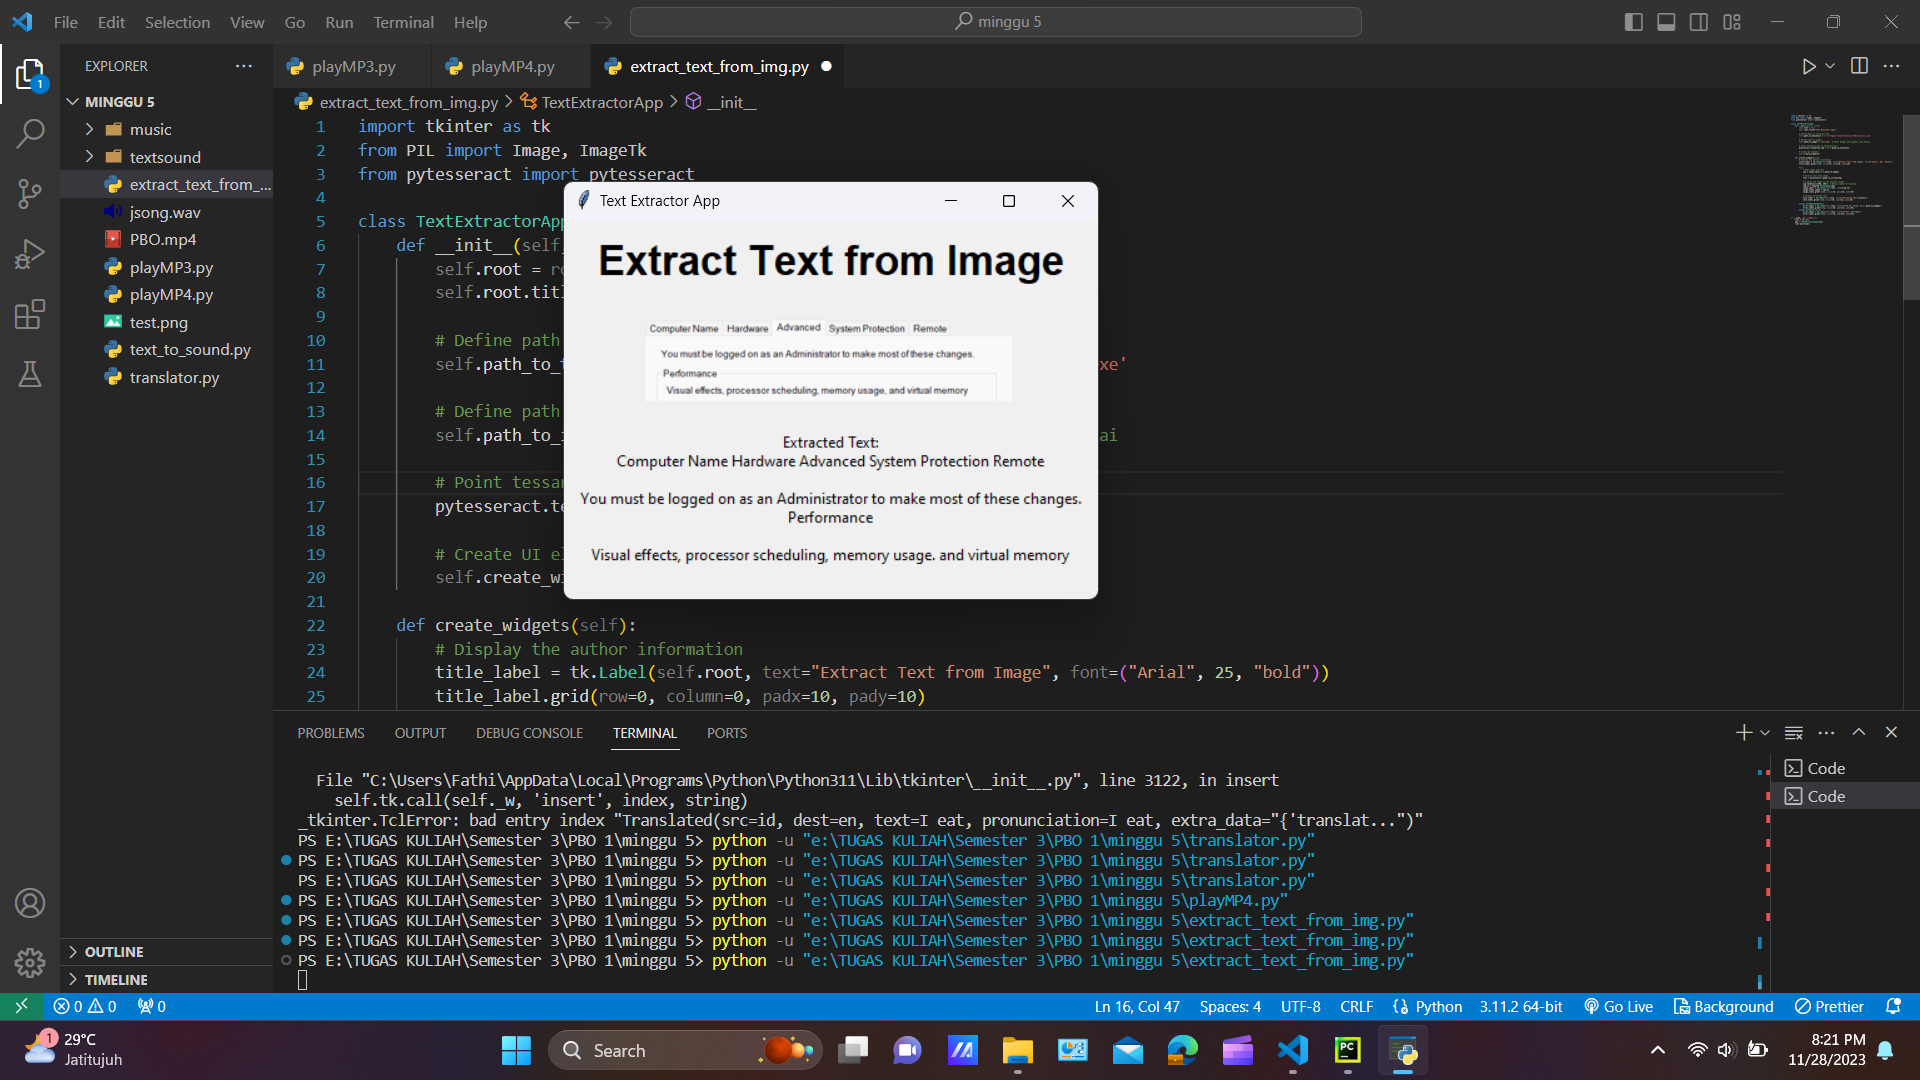 File Edit Selection View Go Run Terminal Help
minggu 5
EXPLORER
MINGGU 5
music
textsound
extract_text_from_...
jsong.wav
PBO.mp4
playMP3.py
playMP4.py
test.png
text_to_sound.py
translator.py
OUTLINE
TIMELINE
1
playMP3.py
playMP4.py
extract_text_from_img.py
extract_text_from_img.py > TextExtractorApp > __init__
1 import tkinter as tk
2 from PIL import Image, ImageTk
3 from pytesseract import pytesseract
4
5 class TextExtractorApp
6 def __init__(self,
7 self.root = ro
8 self.root.titl
9
10 # Define path
11 self.path_to_t xe'
12
13 # Define path
14 self.path_to_i ai
15
16 # Point tessar
17 pytesseract.te
18
19 # Create UI el
20 self.create_wi
21
22 def create_widgets(self):
23 # Display the author information
24 title_label = tk.Label(self.root, text="Extract Text from Image", font=("Arial", 25, "bold"))
25 title_label.grid(row=0, column=0, padx=10, pady=10)
Text Extractor App
Extract Text from Image
Computer Name Hardware Advanced System Protection Remote
You must be logged on as an Administrator to make most of these changes.
Performance
Visual effects, processor scheduling, memory usage, and virtual memory
Extracted Text:
Computer Name Hardware Advanced System Protection Remote
You must be logged on as an Administrator to make most of these changes.
Performance
Visual effects, processor scheduling, memory usage. and virtual memory
PROBLEMS OUTPUT DEBUG CONSOLE TERMINAL PORTS
File "C:\Users\Fathi\AppData\Local\Programs\Python\Python311\Lib\tkinter\__init__.py", line 3122, in insert
self.tk.call(self._w, 'insert', index, string)
_tkinter.TclError: bad entry index "Translated(src=id, dest=en, text=I eat, pronunciation=I eat, extra_data="{'translat...")"
PS E:\TUGAS KULIAH\Semester 3\PBO 1\minggu 5> python -u "e:\TUGAS KULIAH\Semester 3\PBO 1\minggu 5\translator.py"
PS E:\TUGAS KULIAH\Semester 3\PBO 1\minggu 5> python -u "e:\TUGAS KULIAH\Semester 3\PBO 1\minggu 5\translator.py"
PS E:\TUGAS KULIAH\Semester 3\PBO 1\minggu 5> python -u "e:\TUGAS KULIAH\Semester 3\PBO 1\minggu 5\translator.py"
PS E:\TUGAS KULIAH\Semester 3\PBO 1\minggu 5> python -u "e:\TUGAS KULIAH\Semester 3\PBO 1\minggu 5\playMP4.py"
PS E:\TUGAS KULIAH\Semester 3\PBO 1\minggu 5> python -u "e:\TUGAS KULIAH\Semester 3\PBO 1\minggu 5\extract_text_from_img.py"
PS E:\TUGAS KULIAH\Semester 3\PBO 1\minggu 5> python -u "e:\TUGAS KULIAH\Semester 3\PBO 1\minggu 5\extract_text_from_img.py"
PS E:\TUGAS KULIAH\Semester 3\PBO 1\minggu 5> python -u "e:\TUGAS KULIAH\Semester 3\PBO 1\minggu 5\extract_text_from_img.py"
Code
Code
0 0 0 Ln 16, Col 47 Spaces: 4 UTF-8 CRLF Python 3.11.2 64-bit Go Live Background Prettier
1
29°C
Jatitujuh
Search
PC
8:21 PM
11/28/2023